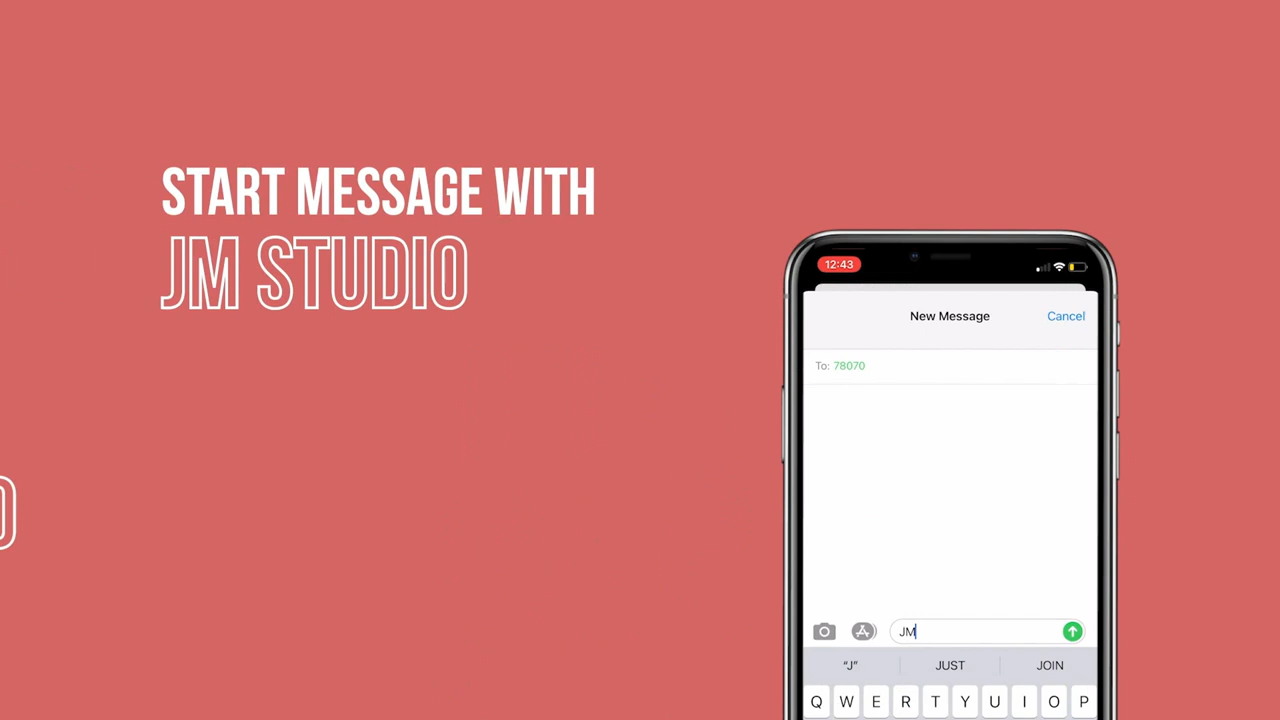 START MESSAGE WITH
JM STUDIO
12:43
New Message
Cancel
To: 78070
JM
“J”
JUST
JOIN
Q W E R T Y U I O P